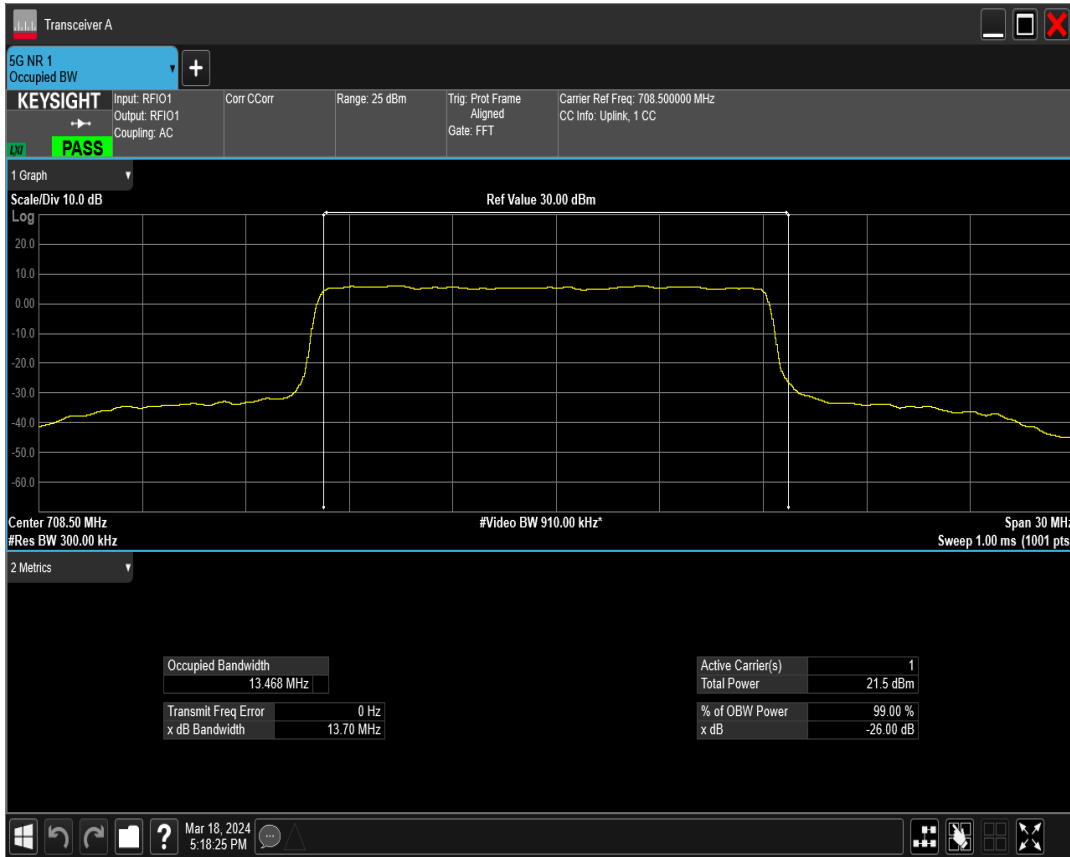 Transceiver A
5G NR 1
Occupied BW
KEYSIGHT
LXI
PASS
Input: RFIO1
Output: RFIO1
Coupling: AC
Corr CCorr
Range: 25 dBm
Trig: Prot Frame
Aligned
Gate: FFT
Carrier Ref Freq: 708.500000 MHz
CC Info: Uplink, 1 CC
1 Graph
Scale/Div 10.0 dB
Ref Value 30.00 dBm
Log
20.0
10.0
0.00
-10.0
-20.0
-30.0
-40.0
-50.0
-60.0
Center 708.50 MHz
#Video BW 910.00 kHz*
Span 30 MHz
#Res BW 300.00 kHz
Sweep 1.00 ms (1001 pts
2 Metrics
Occupied Bandwidth
13.468 MHz
Transmit Freq Error 0 Hz
x dB Bandwidth 13.70 MHz
Active Carrier(s) 1
Total Power 21.5 dBm
% of OBW Power 99.00 %
x dB -26.00 dB
?
Mar 18, 2024
5:18:25 PM